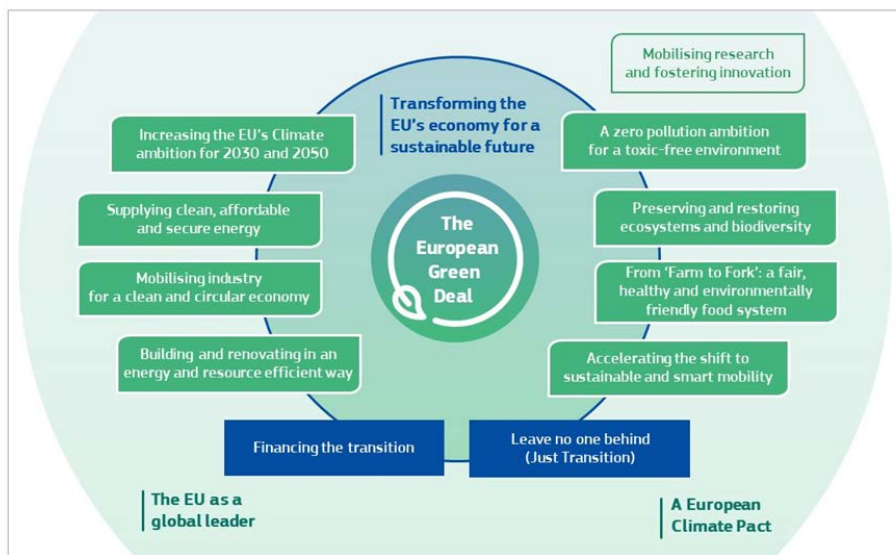 Mobilising research
and fostering innovation
Transforming the
EU's economy for a
sustainable future
Increasing the EU's Climate
ambition for 2030 and 2050
A zero pollution ambition
for a toxic-free environment
Supplying clean, affordable
and secure energy
Preserving and restoring
ecosystems and biodiversity
The
European
Green
Deal
Mobilising industry
for a clean and circular economy
From 'Farm to Fork': a fair,
healthy and environmentally
friendly food system
Building and renovating in an
energy and resource efficient way
Accelerating the shift to
sustainable and smart mobility
Financing the transition
Leave no one behind
(Just Transition)
The EU as a
global leader
A European
Climate Pact